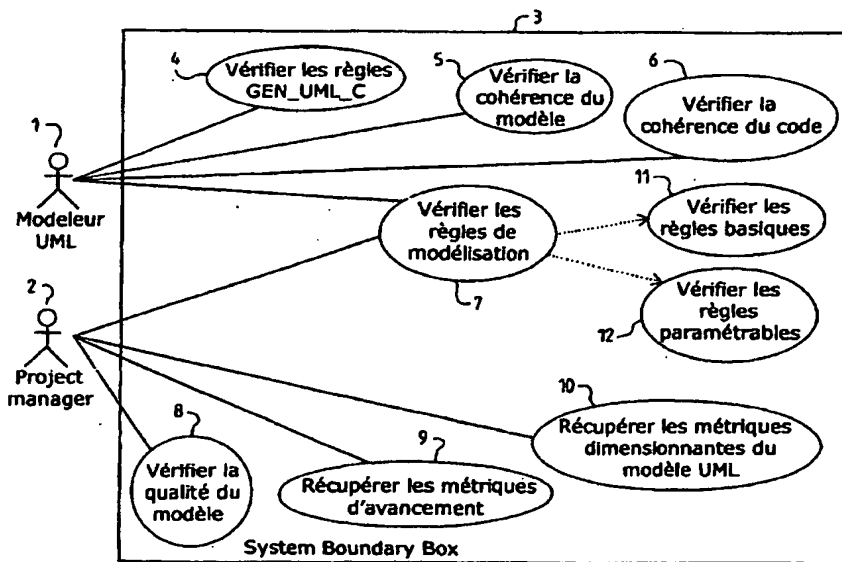 3
4
Vérifier les règles
GEN_UML_C
5
Vérifier la
cohérence du
modèle
6
Vérifier la
cohérence du code
1
Modeleur
UML
Vérifier les
règles de
modélisation
7
11
Vérifier les
règles basiques
Vérifier les
règles
paramétrables
12
2
Project
manager
8
Vérifier la
qualité du
modèle
9
Récupérer les métriques
d'avancement
10
Récupérer les métriques
dimensionnantes du
modèle UML
System Boundary Box